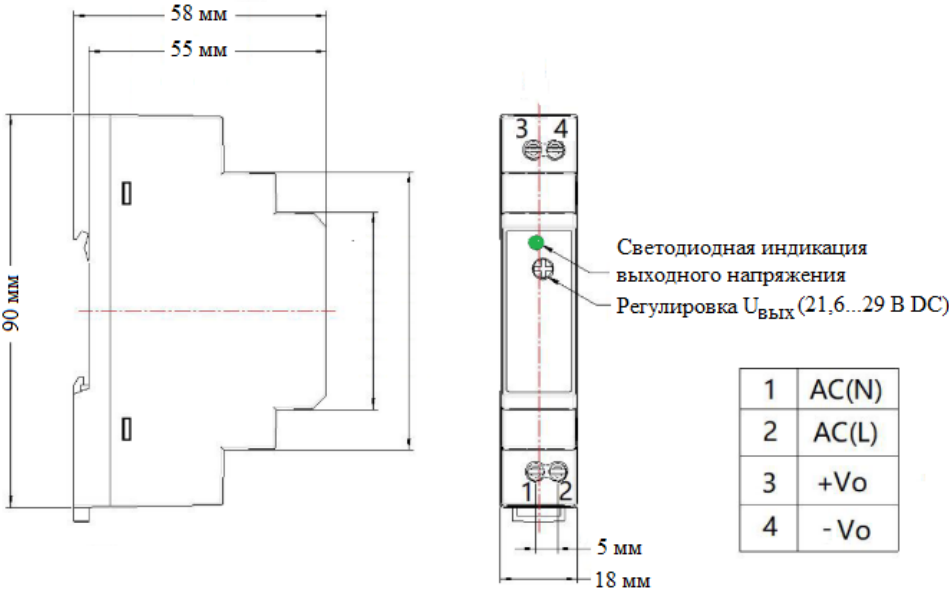 58 мм
55 мм
90 мм
3 4
Светодиодная индикация
выходного напряжения
Регулировка UВЫХ (21,6...29 В DC)
1 2
5 мм
18 мм
1 AC(N)
2 AC(L)
3 +Vo
4 -Vo